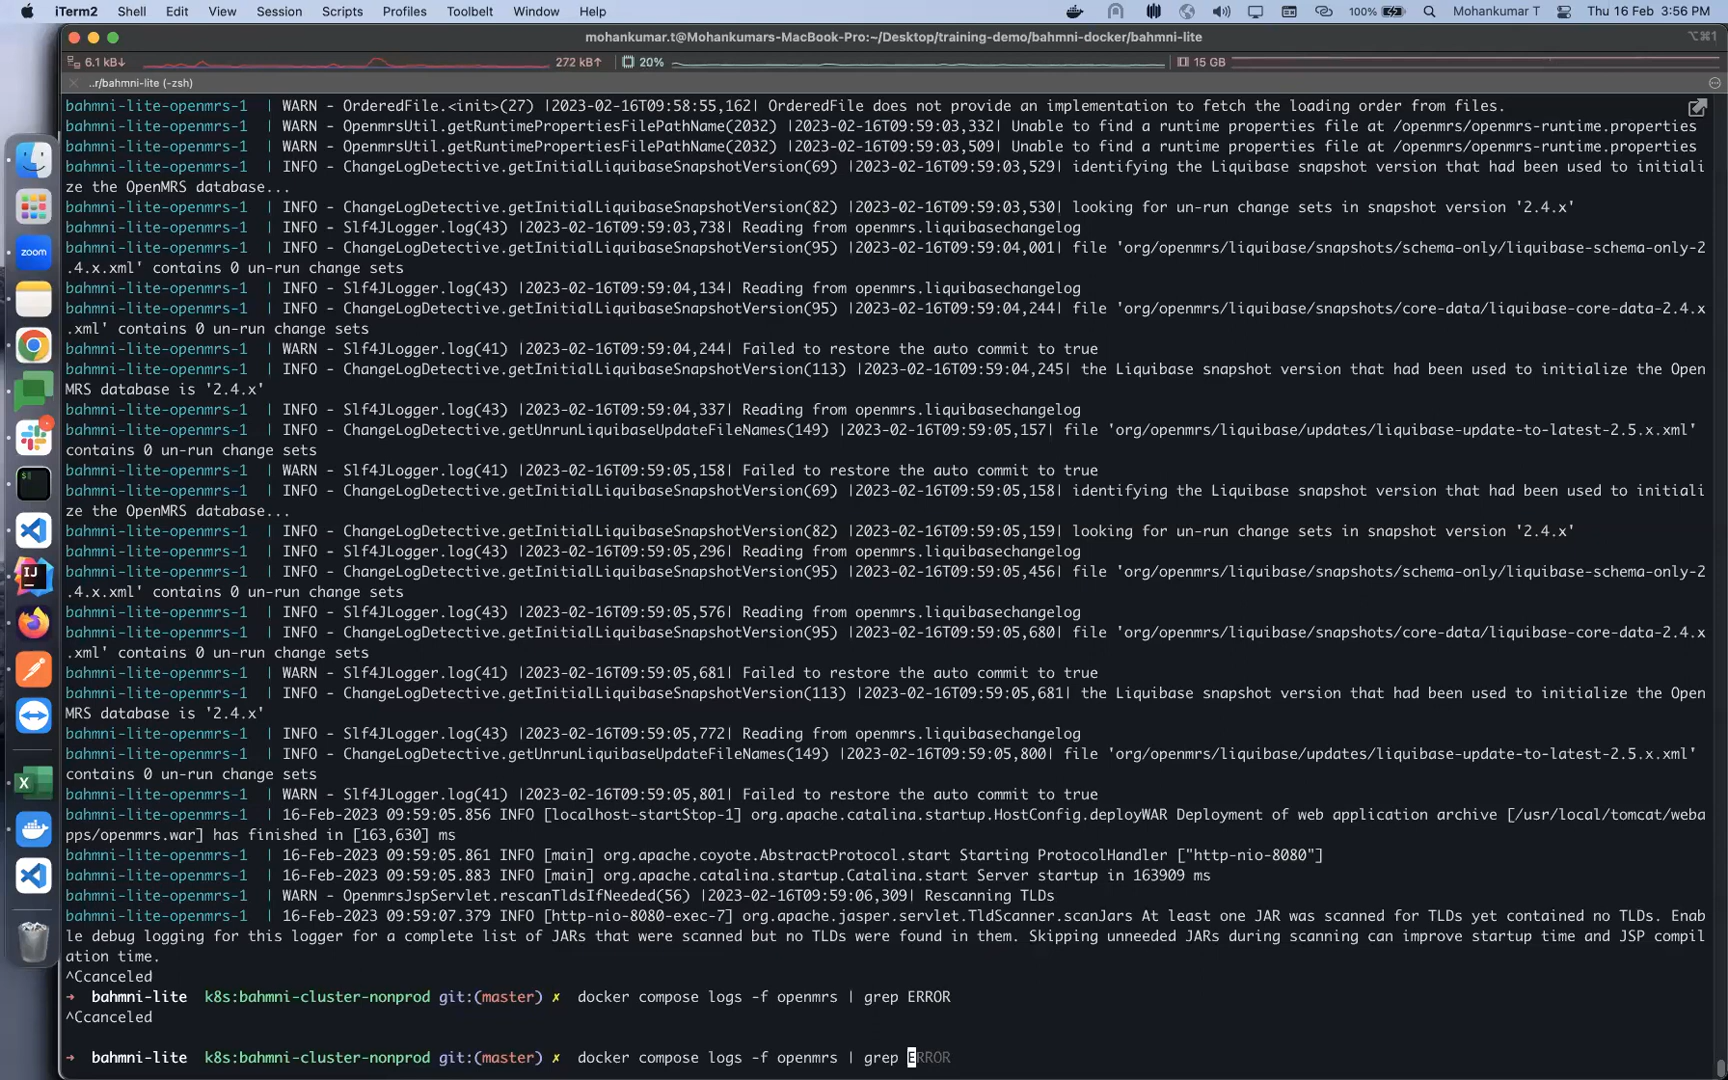 iTerm2 Shell Edit View Session Scripts Profiles Toolbelt Window Help 100% Mohankumar T Thu 16 Feb 3:56 PM
mohankumar.t@Mohankumars-MacBook-Pro:~/Desktop/training-demo/bahmni-docker/bahmni-lite ⌥⌘1
6.1 kB↓ 272 kB↑ 20% 15 GB
..r/bahmni-lite (-zsh)
bahmni-lite-openmrs-1 | WARN - OrderedFile.<init>(27) |2023-02-16T09:58:55,162| OrderedFile does not provide an implementation to fetch the loading order from files.
bahmni-lite-openmrs-1 | WARN - OpenmrsUtil.getRuntimePropertiesFilePathName(2032) |2023-02-16T09:59:03,332| Unable to find a runtime properties file at /openmrs/openmrs-runtime.properties
bahmni-lite-openmrs-1 | WARN - OpenmrsUtil.getRuntimePropertiesFilePathName(2032) |2023-02-16T09:59:03,509| Unable to find a runtime properties file at /openmrs/openmrs-runtime.properties
bahmni-lite-openmrs-1 | INFO - ChangeLogDetective.getInitialLiquibaseSnapshotVersion(69) |2023-02-16T09:59:03,529| identifying the Liquibase snapshot version that had been used to initiali
ze the OpenMRS database...
bahmni-lite-openmrs-1 | INFO - ChangeLogDetective.getInitialLiquibaseSnapshotVersion(82) |2023-02-16T09:59:03,530| looking for un-run change sets in snapshot version '2.4.x'
bahmni-lite-openmrs-1 | INFO - Slf4JLogger.log(43) |2023-02-16T09:59:03,738| Reading from openmrs.liquibasechangelog
bahmni-lite-openmrs-1 | INFO - ChangeLogDetective.getInitialLiquibaseSnapshotVersion(95) |2023-02-16T09:59:04,001| file 'org/openmrs/liquibase/snapshots/schema-only/liquibase-schema-only-2
.4.x.xml' contains 0 un-run change sets
bahmni-lite-openmrs-1 | INFO - Slf4JLogger.log(43) |2023-02-16T09:59:04,134| Reading from openmrs.liquibasechangelog
bahmni-lite-openmrs-1 | INFO - ChangeLogDetective.getInitialLiquibaseSnapshotVersion(95) |2023-02-16T09:59:04,244| file 'org/openmrs/liquibase/snapshots/core-data/liquibase-core-data-2.4.x
.xml' contains 0 un-run change sets
bahmni-lite-openmrs-1 | WARN - Slf4JLogger.log(41) |2023-02-16T09:59:04,244| Failed to restore the auto commit to true
bahmni-lite-openmrs-1 | INFO - ChangeLogDetective.getInitialLiquibaseSnapshotVersion(113) |2023-02-16T09:59:04,245| the Liquibase snapshot version that had been used to initialize the Open
MRS database is '2.4.x'
bahmni-lite-openmrs-1 | INFO - Slf4JLogger.log(43) |2023-02-16T09:59:04,337| Reading from openmrs.liquibasechangelog
bahmni-lite-openmrs-1 | INFO - ChangeLogDetective.getUnrunLiquibaseUpdateFileNames(149) |2023-02-16T09:59:05,157| file 'org/openmrs/liquibase/updates/liquibase-update-to-latest-2.5.x.xml'
contains 0 un-run change sets
bahmni-lite-openmrs-1 | WARN - Slf4JLogger.log(41) |2023-02-16T09:59:05,158| Failed to restore the auto commit to true
bahmni-lite-openmrs-1 | INFO - ChangeLogDetective.getInitialLiquibaseSnapshotVersion(69) |2023-02-16T09:59:05,158| identifying the Liquibase snapshot version that had been used to initiali
ze the OpenMRS database...
bahmni-lite-openmrs-1 | INFO - ChangeLogDetective.getInitialLiquibaseSnapshotVersion(82) |2023-02-16T09:59:05,159| looking for un-run change sets in snapshot version '2.4.x'
bahmni-lite-openmrs-1 | INFO - Slf4JLogger.log(43) |2023-02-16T09:59:05,296| Reading from openmrs.liquibasechangelog
bahmni-lite-openmrs-1 | INFO - ChangeLogDetective.getInitialLiquibaseSnapshotVersion(95) |2023-02-16T09:59:05,456| file 'org/openmrs/liquibase/snapshots/schema-only/liquibase-schema-only-2
.4.x.xml' contains 0 un-run change sets
bahmni-lite-openmrs-1 | INFO - Slf4JLogger.log(43) |2023-02-16T09:59:05,576| Reading from openmrs.liquibasechangelog
bahmni-lite-openmrs-1 | INFO - ChangeLogDetective.getInitialLiquibaseSnapshotVersion(95) |2023-02-16T09:59:05,680| file 'org/openmrs/liquibase/snapshots/core-data/liquibase-core-data-2.4.x
.xml' contains 0 un-run change sets
bahmni-lite-openmrs-1 | WARN - Slf4JLogger.log(41) |2023-02-16T09:59:05,681| Failed to restore the auto commit to true
bahmni-lite-openmrs-1 | INFO - ChangeLogDetective.getInitialLiquibaseSnapshotVersion(113) |2023-02-16T09:59:05,681| the Liquibase snapshot version that had been used to initialize the Open
MRS database is '2.4.x'
bahmni-lite-openmrs-1 | INFO - Slf4JLogger.log(43) |2023-02-16T09:59:05,772| Reading from openmrs.liquibasechangelog
bahmni-lite-openmrs-1 | INFO - ChangeLogDetective.getUnrunLiquibaseUpdateFileNames(149) |2023-02-16T09:59:05,800| file 'org/openmrs/liquibase/updates/liquibase-update-to-latest-2.5.x.xml'
contains 0 un-run change sets
bahmni-lite-openmrs-1 | WARN - Slf4JLogger.log(41) |2023-02-16T09:59:05,801| Failed to restore the auto commit to true
bahmni-lite-openmrs-1 | 16-Feb-2023 09:59:05.856 INFO [localhost-startStop-1] org.apache.catalina.startup.HostConfig.deployWAR Deployment of web application archive [/usr/local/tomcat/weba
pps/openmrs.war] has finished in [163,630] ms
bahmni-lite-openmrs-1 | 16-Feb-2023 09:59:05.861 INFO [main] org.apache.coyote.AbstractProtocol.start Starting ProtocolHandler ["http-nio-8080"]
bahmni-lite-openmrs-1 | 16-Feb-2023 09:59:05.883 INFO [main] org.apache.catalina.startup.Catalina.start Server startup in 163909 ms
bahmni-lite-openmrs-1 | WARN - OpenmrsJspServlet.rescanTldsIfNeeded(56) |2023-02-16T09:59:06,309| Rescanning TLDs
bahmni-lite-openmrs-1 | 16-Feb-2023 09:59:07.379 INFO [http-nio-8080-exec-7] org.apache.jasper.servlet.TldScanner.scanJars At least one JAR was scanned for TLDs yet contained no TLDs. Enab
le debug logging for this logger for a complete list of JARs that were scanned but no TLDs were found in them. Skipping unneeded JARs during scanning can improve startup time and JSP compil
ation time.
^Ccanceled
→ bahmni-lite k8s:bahmni-cluster-nonprod git:(master) ✗ docker compose logs -f openmrs | grep ERROR
^Ccanceled
→ bahmni-lite k8s:bahmni-cluster-nonprod git:(master) ✗ docker compose logs -f openmrs | grep ERROR